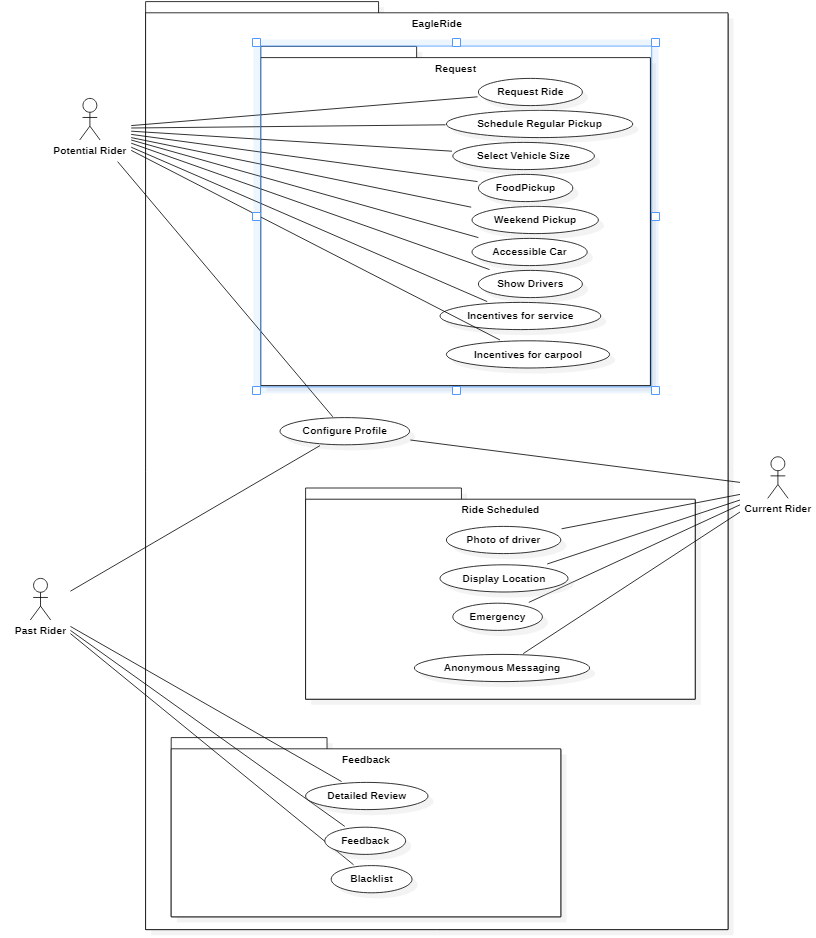 EagleRide
Request
Request Ride
Schedule Regular Pickup
Potential Rider
Select Vehicle Size
FoodPickup
Weekend Pickup
Accessible Car
Show Drivers
Incentives for service
Incentives for carpool
Configure Profile
Current Rider
Ride Scheduled
Photo of driver
Display Location
Emergency
Past Rider
Anonymous Messaging
Feedback
Detailed Review
Feedback
Blacklist